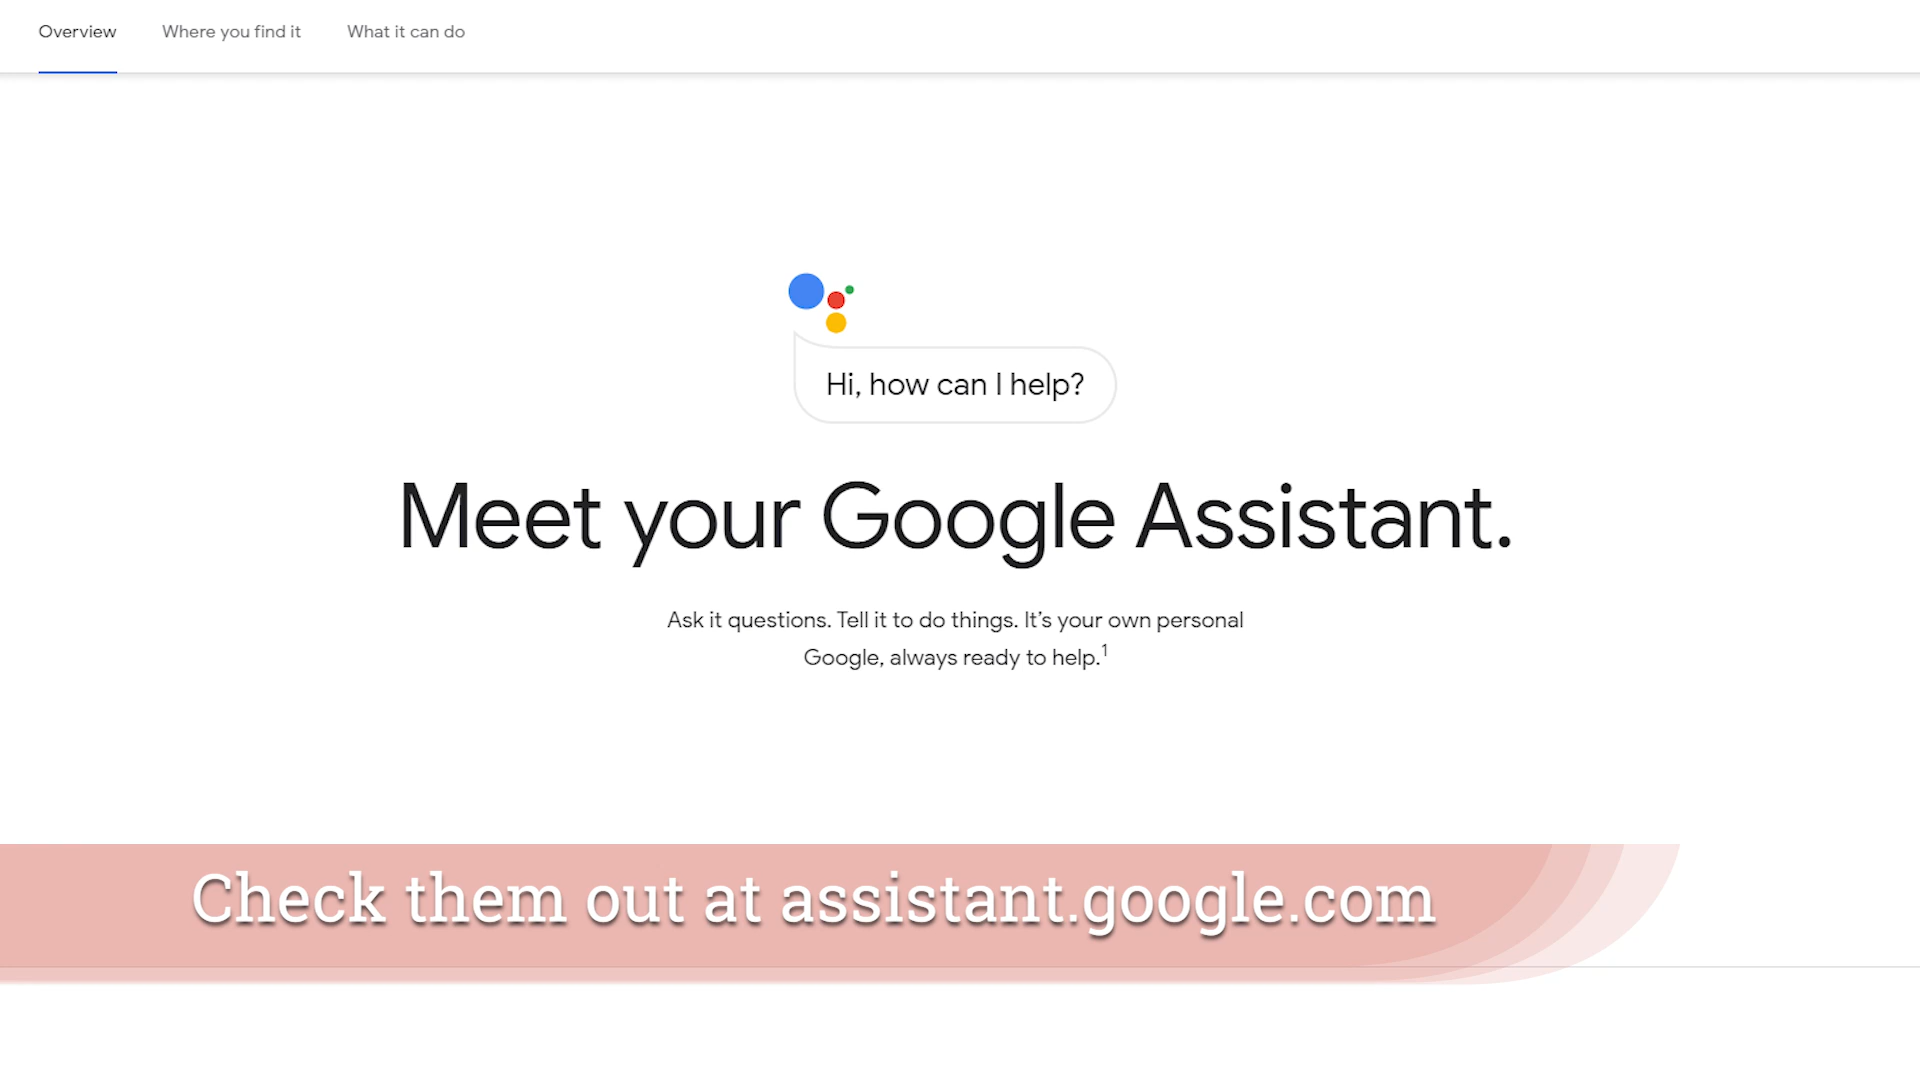 Overview Where you find it What it can do
Hi, how can I help?
Meet your Google Assistant.
Ask it questions. Tell it to do things. It’s your own personal
Google, always ready to help.1
Check them out at assistant.google.com